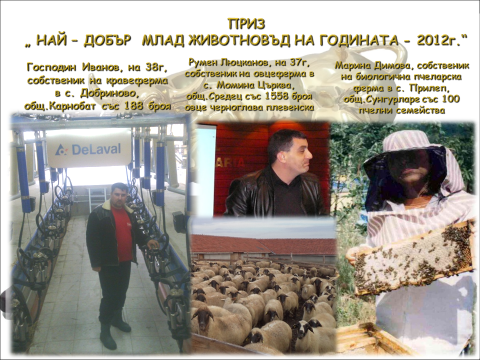 ПРИЗ
„ НАЙ – ДОБЪР МЛАД ЖИВОТНОВЪД НА ГОДИНАТА - 2012г.“
Господин Иванов, на 38г,
собственик на кравеферма
в с. Добриново,
общ.Карнобат със 188 броя
Румен Люцканов, на 37г,
собственик на овцеферма в
с. Момина Църква,
общ.Средец със 1558 броя
овце черноглава плевенска
Марина Димова, собственик
на биологична пчеларска
ферма в с. Прилеп,
общ.Сунгурларе със 100
пчелни семейства
DeLaval